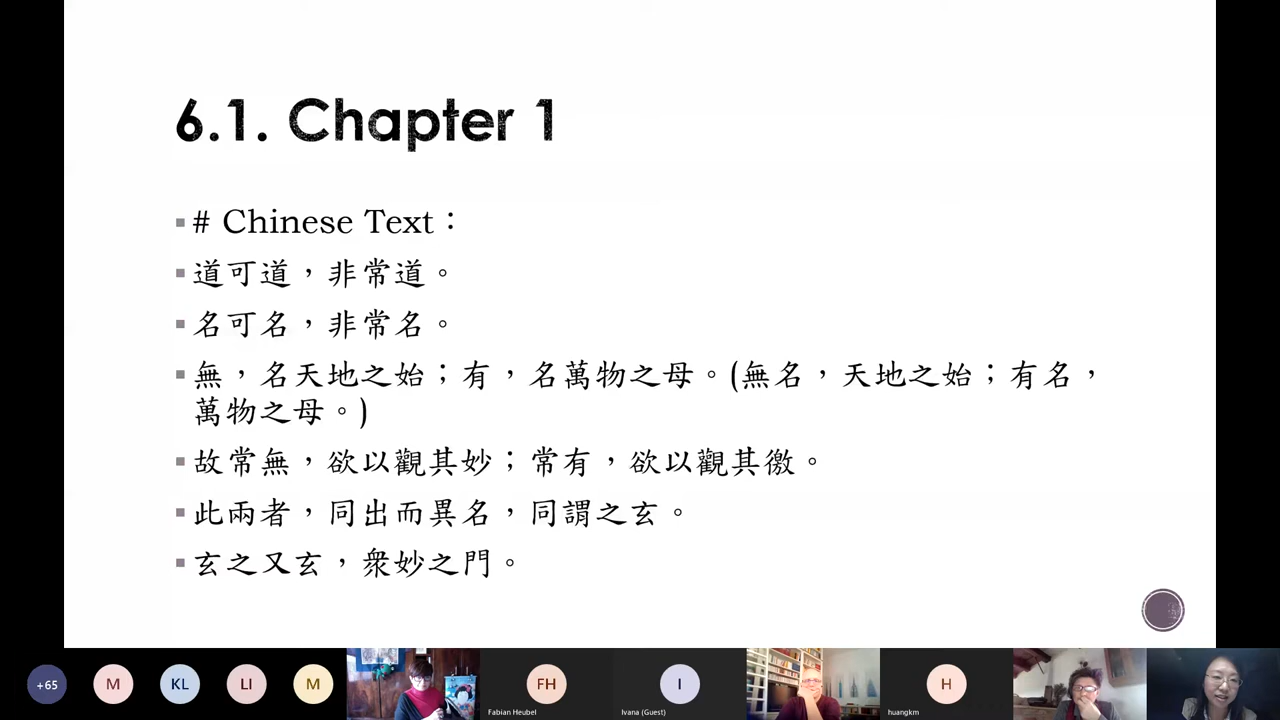 6.1. Chapter 1
# Chinese Text：
道可道，非常道。
名可名，非常名。
無，名天地之始；有，名萬物之母。(無名，天地之始；有名，
萬物之母。)
故常無，欲以觀其妙；常有，欲以觀其徼。
此兩者，同出而異名，同謂之玄。
玄之又玄，衆妙之門。
+65
M
KL
LI
M
FH
Fabian Heubel
I
Ivana (Guest)
H
huangkm